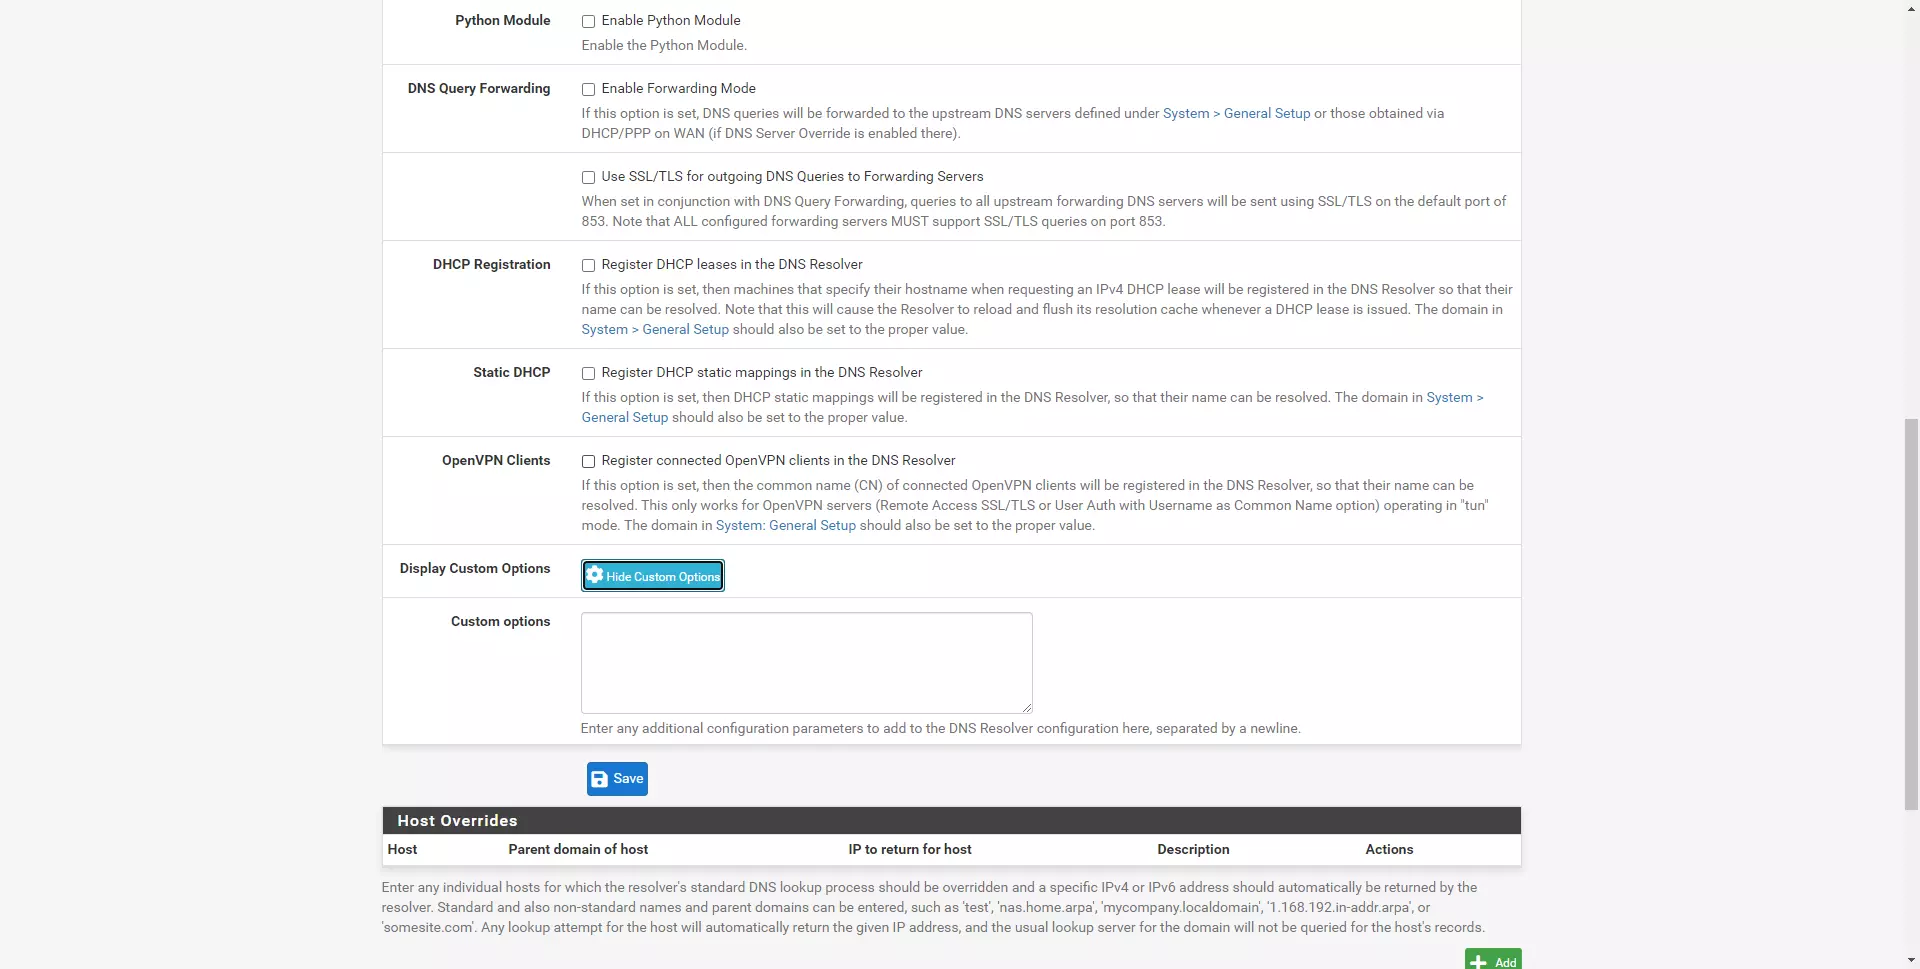 Python Module
Enable Python Module
Enable the Python Module.
DNS Query Forwarding
Enable Forwarding Mode
If this option is set, DNS queries will be forwarded to the upstream DNS servers defined under System > General Setup or those obtained via
DHCP/PPP on WAN (if DNS Server Override is enabled there).
Use SSL/TLS for outgoing DNS Queries to Forwarding Servers
When set in conjunction with DNS Query Forwarding, queries to all upstream forwarding DNS servers will be sent using SSL/TLS on the default port of
853. Note that ALL configured forwarding servers MUST support SSL/TLS queries on port 853.
DHCP Registration
Register DHCP leases in the DNS Resolver
If this option is set, then machines that specify their hostname when requesting an IPv4 DHCP lease will be registered in the DNS Resolver so that their
name can be resolved. Note that this will cause the Resolver to reload and flush its resolution cache whenever a DHCP lease is issued. The domain in
System > General Setup should also be set to the proper value.
Static DHCP
Register DHCP static mappings in the DNS Resolver
If this option is set, then DHCP static mappings will be registered in the DNS Resolver, so that their name can be resolved. The domain in System >
General Setup should also be set to the proper value.
OpenVPN Clients
Register connected OpenVPN clients in the DNS Resolver
If this option is set, then the common name (CN) of connected OpenVPN clients will be registered in the DNS Resolver, so that their name can be
resolved. This only works for OpenVPN servers (Remote Access SSL/TLS or User Auth with Username as Common Name option) operating in "tun"
mode. The domain in System: General Setup should also be set to the proper value.
Display Custom Options
Hide Custom Options
Custom options
Enter any additional configuration parameters to add to the DNS Resolver configuration here, separated by a newline.
Save
Host Overrides
Host Parent domain of host IP to return for host Description Actions
Enter any individual hosts for which the resolver's standard DNS lookup process should be overridden and a specific IPv4 or IPv6 address should automatically be returned by the
resolver. Standard and also non-standard names and parent domains can be entered, such as 'test', 'nas.home.arpa', 'mycompany.localdomain', '1.168.192.in-addr.arpa', or
'somesite.com'. Any lookup attempt for the host will automatically return the given IP address, and the usual lookup server for the domain will not be queried for the host's records.
Add